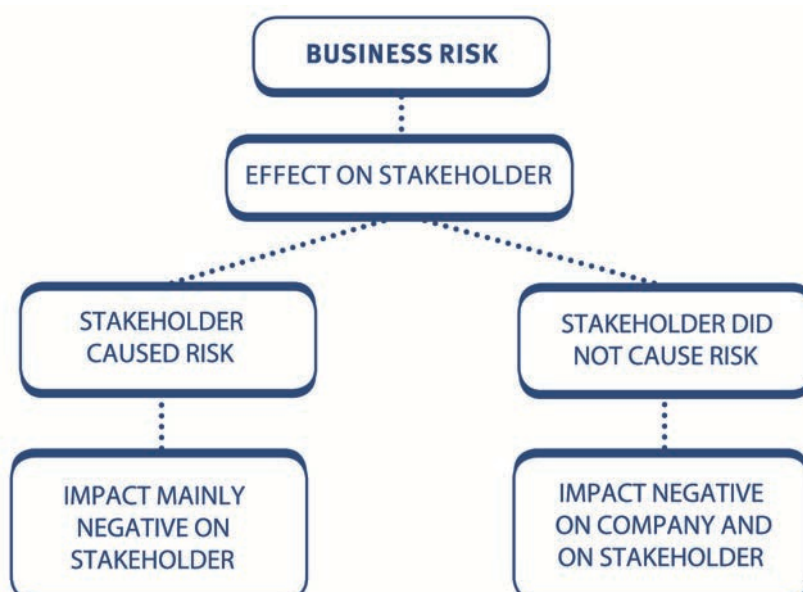 BUSINESS RISK
EFFECT ON STAKEHOLDER
STAKEHOLDER
CAUSED RISK
STAKEHOLDER DID
NOT CAUSE RISK
IMPACT MAINLY
NEGATIVE ON
STAKEHOLDER
IMPACT NEGATIVE
ON COMPANY AND
ON STAKEHOLDER